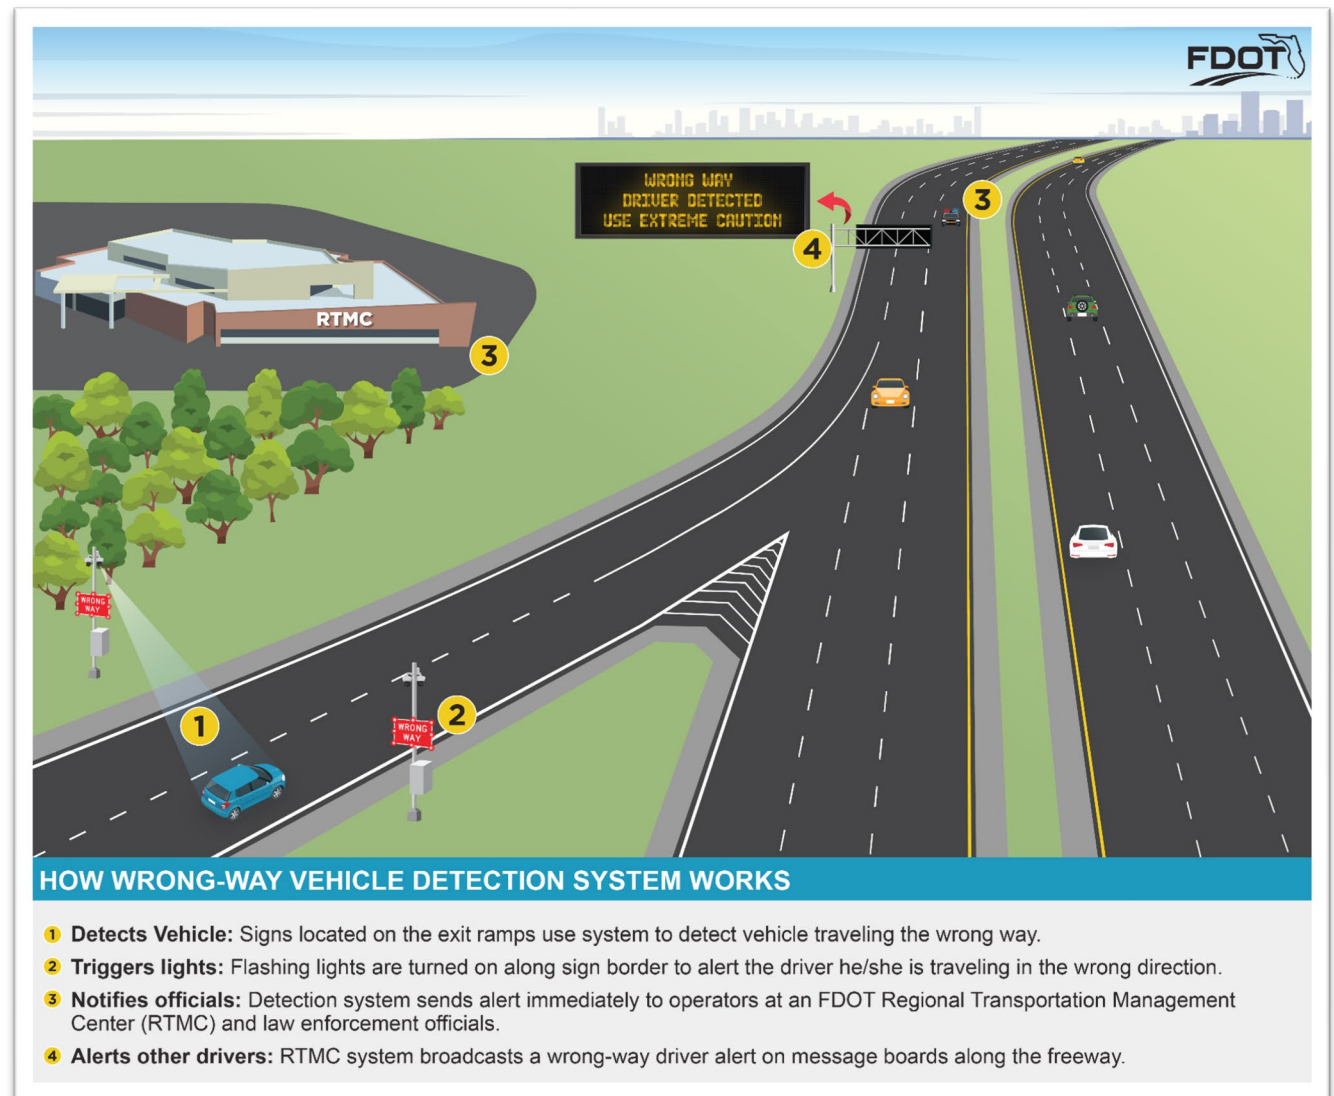 FDOT
WRONG WAY
DRIVER DETECTED
USE EXTREME CAUTION
3
4
RTMC
3
WRONG
WAY
1
2
WRONG
WAY
HOW WRONG-WAY VEHICLE DETECTION SYSTEM WORKS
1 Detects Vehicle: Signs located on the exit ramps use system to detect vehicle traveling the wrong way.
2 Triggers lights: Flashing lights are turned on along sign border to alert the driver he/she is traveling in the wrong direction.
3 Notifies officials: Detection system sends alert immediately to operators at an FDOT Regional Transportation Management
Center (RTMC) and law enforcement officials.
4 Alerts other drivers: RTMC system broadcasts a wrong-way driver alert on message boards along the freeway.